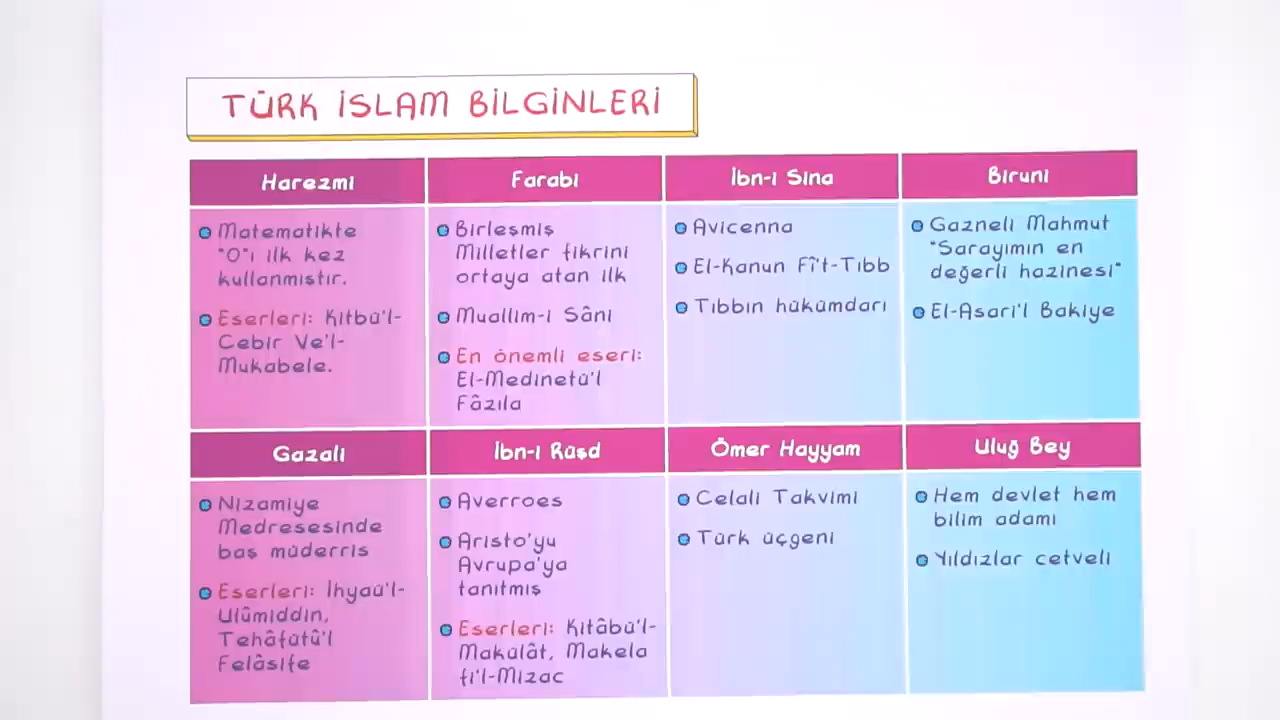 TÜRK İSLAM BİLGİNLERİ
Harezmi
Matematikte
"0"ı ilk kez
kullanmıştır.
Eserleri: Kitbü'l-
Cebir Ve'l-
Mukabele.
Farabi
Birleşmiş
Milletler fikrini
ortaya atan ilk
Muallim-i Sâni
En önemli eseri:
El-Medinetü'l
Fâzıla
İbn-i Sina
Avicenna
El-Kanun Fî't-Tıbb
Tıbbın hükümdarı
Biruni
Gazneli Mahmut
"Sarayımın en
değerli hazinesi"
El-Asari'l Bakiye
Gazali
Nizamiye
Medresesinde
baş müderris
Eserleri: İhyaü'l-
Ulûmiddin,
Tehâfütû'l
Felâsife
İbn-i Rüşd
Averroes
Aristo'yu
Avrupa'ya
tanıtmış
Eserleri: Kitâbü'l-
Makülât, Makela
fi'l-Mizac
Ömer Hayyam
Celali Takvimi
Türk üçgeni
Uluğ Bey
Hem devlet hem
bilim adamı
Yıldızlar cetveli